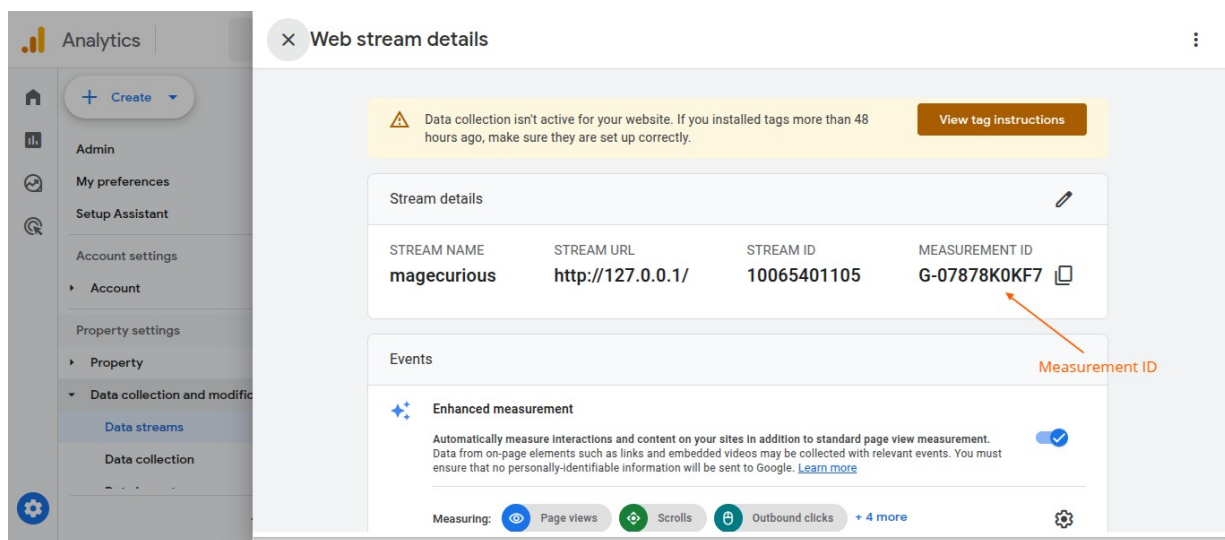 Analytics
Web stream details
Create
Data collection isn't active for your website. If you installed tags more than 48
hours ago, make sure they are set up correctly.
View tag instructions
Admin
My preferences
Setup Assistant
Account settings
Account
Property settings
Property
Data collection and modific
Data streams
Data collection
Stream details
STREAM NAME STREAM URL STREAM ID MEASUREMENT ID
magecurious http://127.0.0.1/ 10065401105 G-07878K0KF7
Measurement ID
Events
Enhanced measurement
Automatically measure interactions and content on your sites in addition to standard page view measurement.
Data from on-page elements such as links and embedded videos may be collected with relevant events. You must
ensure that no personally-identifiable information will be sent to Google. Learn more
Measuring: Page views Scrolls Outbound clicks + 4 more